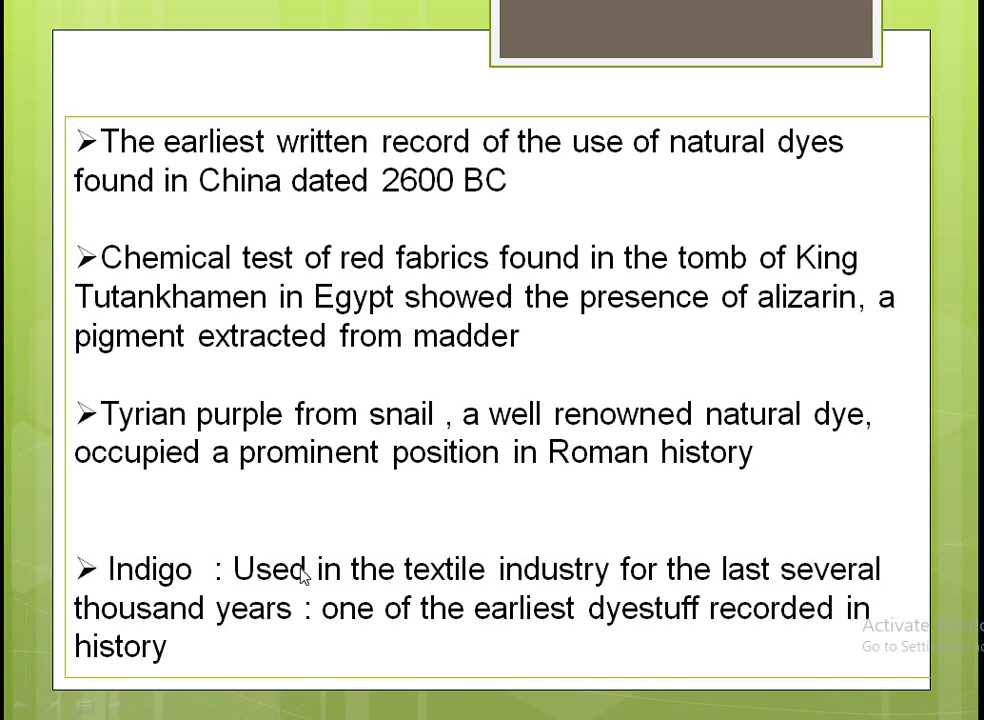 ➢The earliest written record of the use of natural dyes
found in China dated 2600 BC
➢Chemical test of red fabrics found in the tomb of King
Tutankhamen in Egypt showed the presence of alizarin, a
pigment extracted from madder
➢Tyrian purple from snail , a well renowned natural dye,
occupied a prominent position in Roman history
➢ Indigo : Used in the textile industry for the last several
thousand years : one of the earliest dyestuff recorded in
history
Activate
Go to